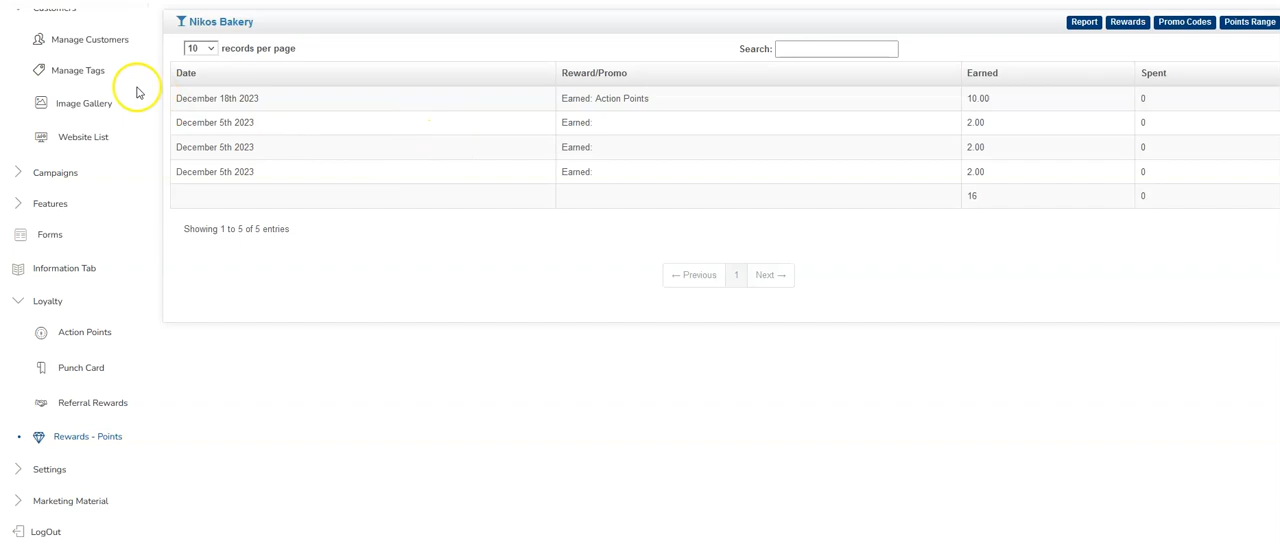 Customers
Manage Customers
Manage Tags
Image Gallery
Website List
Campaigns
Features
Forms
Information Tab
Loyalty
Action Points
Punch Card
Referral Rewards
Rewards - Points
Settings
Marketing Material
LogOut
Nikos Bakery
Report Rewards Promo Codes Points Range
10 records per page Search:
Date Reward/Promo Earned Spent
December 18th 2023 Earned: Action Points 10.00 0
December 5th 2023 Earned: 2.00 0
December 5th 2023 Earned: 2.00 0
December 5th 2023 Earned: 2.00 0
16 0
Showing 1 to 5 of 5 entries
← Previous 1 Next →